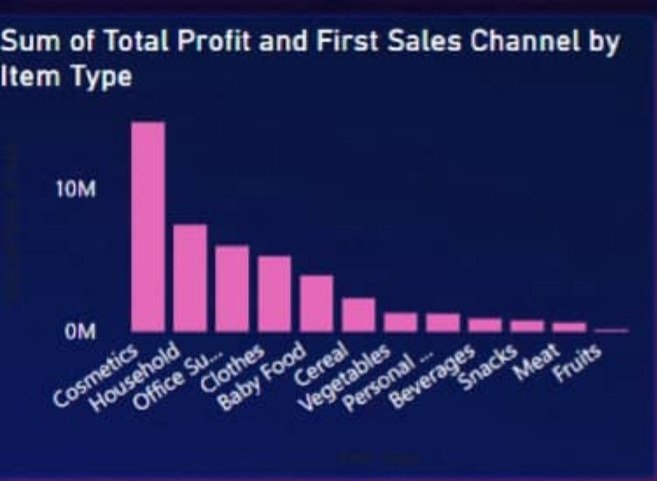 Sum of Total Profit and First Sales Channel by
Item Type
10M
0M
Cosmetics
Household
Office Su...
Clothes
Baby Food
Cereal
Vegetables
Personal ...
Beverages
Snacks
Meat
Fruits